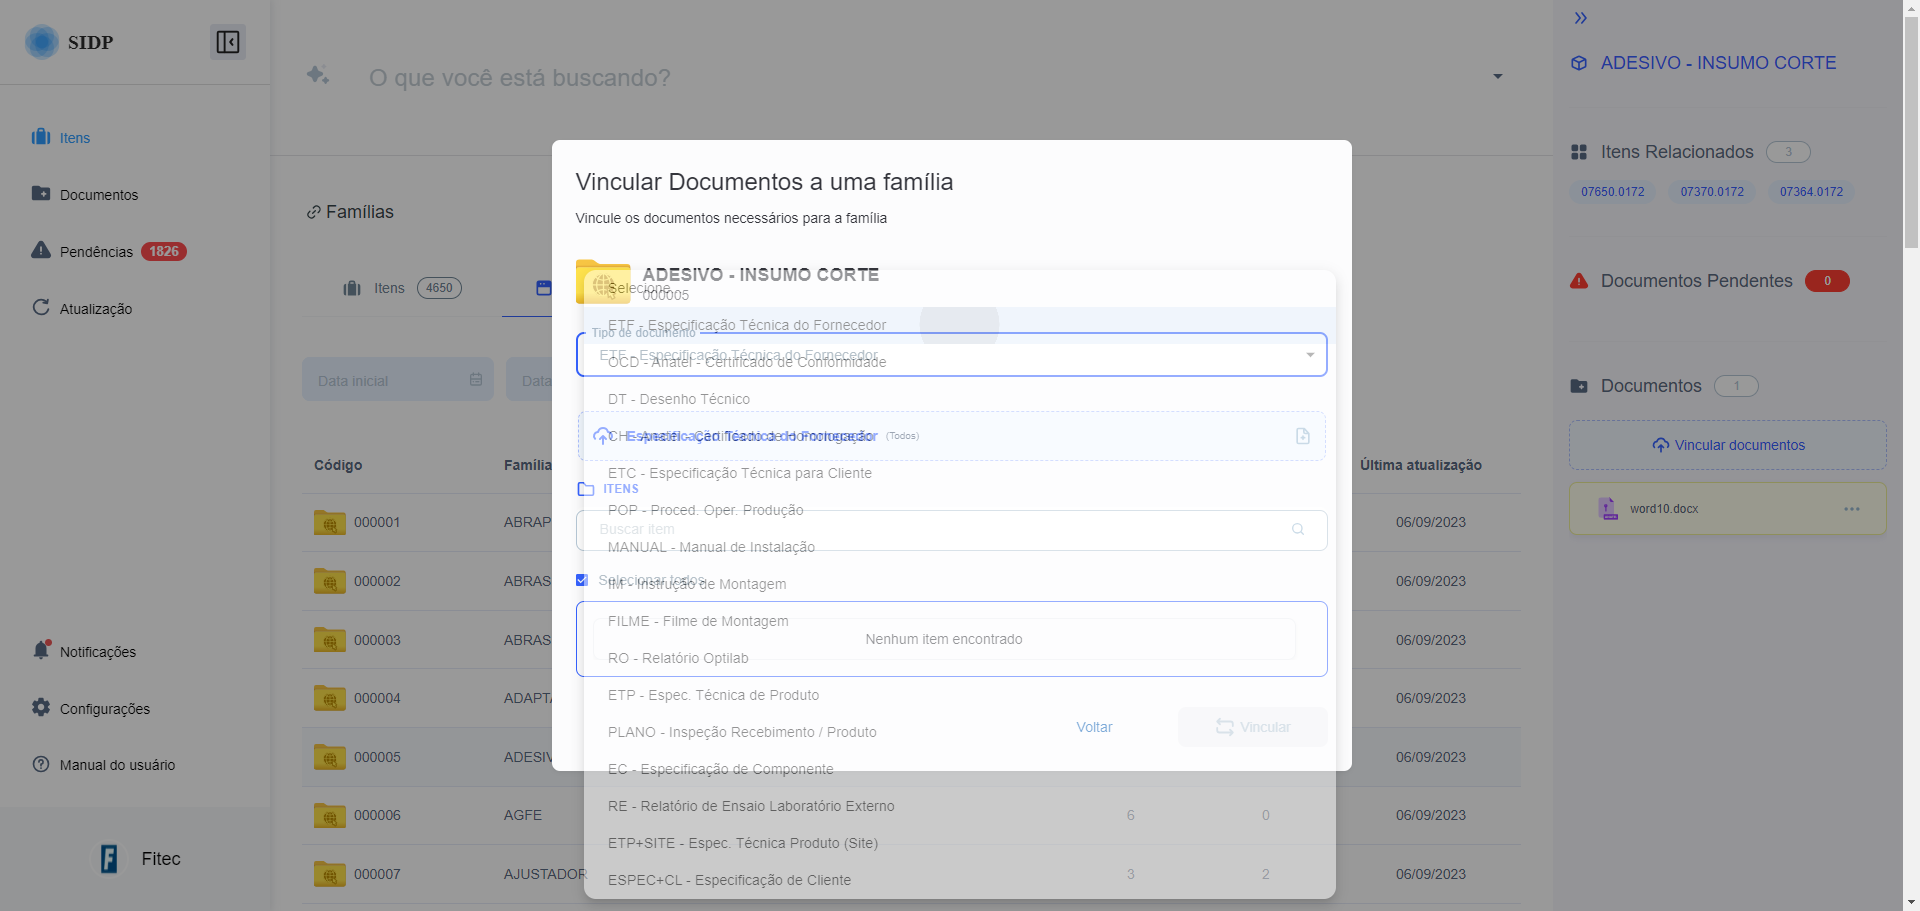 SIDP
Itens
Documentos
Pendências 1826
Atualização
Notificações
Configurações
Manual do usuário
Fitec
O que você está buscando?
Famílias
Itens 4650
Data inicial
Data
Código
Família
Última atualização
000001 ABRAP 06/09/2023
000002 ABRAS 06/09/2023
000003 ABRAS 06/09/2023
000004 ADAPTA 06/09/2023
000005 ADESIV 06/09/2023
000006 AGFE 6 0 06/09/2023
000007 AJUSTADOR 3 2 06/09/2023
Vincular Documentos a uma família
Vincule os documentos necessários para a família
ADESIVO - INSUMO CORTE
000005
Tipo de documento
ETF - Especificação Técnica do Fornecedor
Especificação Técnica do Fornecedor (Todos)
ITENS
Buscar item
Selecionar todos
Nenhum item encontrado
Voltar
Vincular
Selecione
ETF - Especificação Técnica do Fornecedor
OCD - Anatel - Certificado de Conformidade
DT - Desenho Técnico
CH - Anatel - Certificado de Homologação
ETC - Especificação Técnica para Cliente
POP - Proced. Oper. Produção
MANUAL - Manual de Instalação
IM - Instrução de Montagem
FILME - Filme de Montagem
RO - Relatório Optilab
ETP - Espec. Técnica de Produto
PLANO - Inspeção Recebimento / Produto
EC - Especificação de Componente
RE - Relatório de Ensaio Laboratório Externo
ETP+SITE - Espec. Técnica Produto (Site)
ESPEC+CL - Especificação de Cliente
ADESIVO - INSUMO CORTE
Itens Relacionados 3
07650.0172 07370.0172 07364.0172
Documentos Pendentes 0
Documentos 1
Vincular documentos
word10.docx